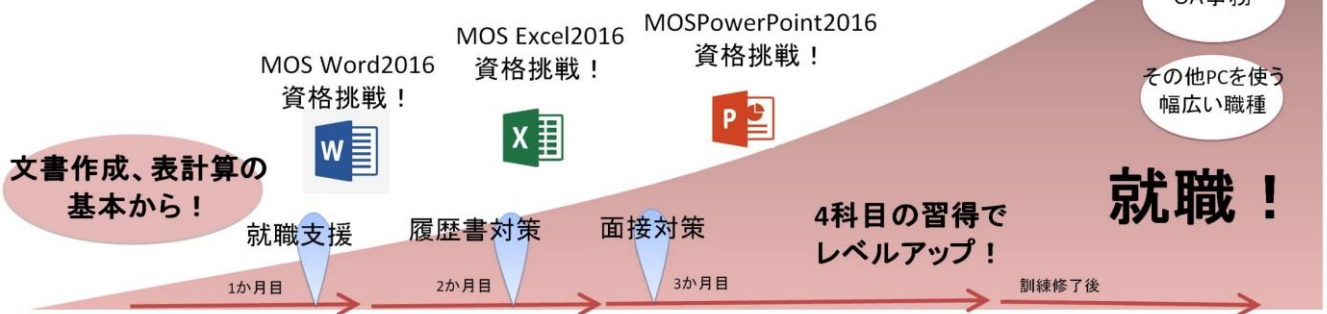 OA事務
MOSPowerPoint2016
資格挑戦！
MOS Excel2016
資格挑戦！
MOS Word2016
資格挑戦！
その他PCを使う
幅広い職種
W
X
P
文書作成、表計算の
基本から！
就職！
就職支援
履歴書対策
面接対策
4科目の習得で
レベルアップ！
1か月目
2か月目
3か月目
訓練修了後